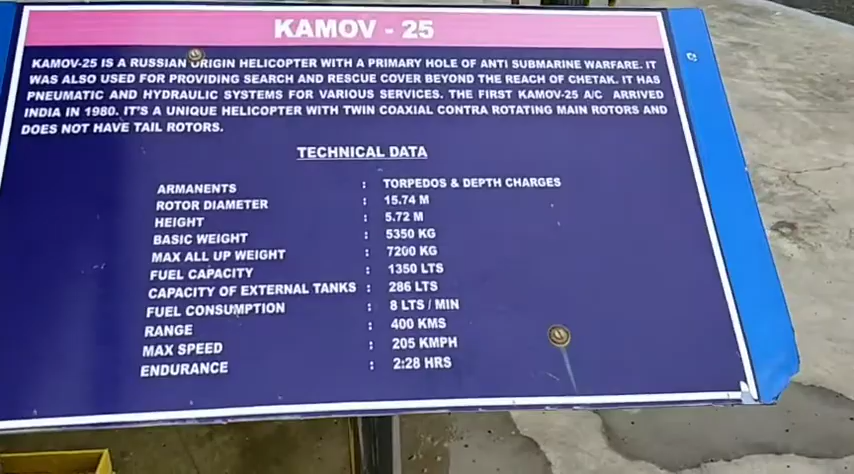 KAMOV - 25
KAMOV-25 IS A RUSSIAN ORIGIN HELICOPTER WITH A PRIMARY HOLE OF ANTI SUBMARINE WARFARE. IT
WAS ALSO USED FOR PROVIDING SEARCH AND RESCUE COVER BEYOND THE REACH OF CHETAK. IT HAS
PNEUMATIC AND HYDRAULIC SYSTEMS FOR VARIOUS SERVICES. THE FIRST KAMOV-25 A/C ARRIVED
INDIA IN 1980. IT'S A UNIQUE HELICOPTER WITH TWIN COAXIAL CONTRA ROTATING MAIN ROTORS AND
DOES NOT HAVE TAIL ROTORS.
TECHNICAL DATA
ARMANENTS : TORPEDOS & DEPTH CHARGES
ROTOR DIAMETER : 15.74 M
HEIGHT : 5.72 M
BASIC WEIGHT : 5350 KG
MAX ALL UP WEIGHT : 7200 KG
FUEL CAPACITY : 1350 LTS
CAPACITY OF EXTERNAL TANKS : 286 LTS
FUEL CONSUMPTION : 8 LTS / MIN
RANGE : 400 KMS
MAX SPEED : 205 KMPH
ENDURANCE : 2:28 HRS